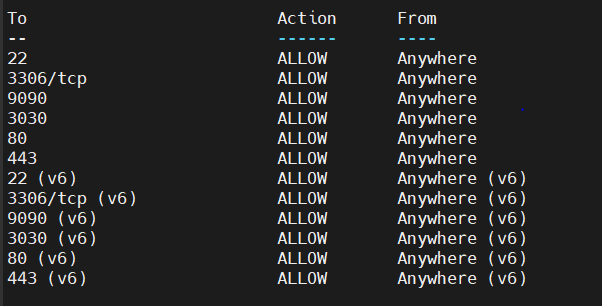 To                         Action      From
--                         ------      ----
22                         ALLOW       Anywhere
3306/tcp                   ALLOW       Anywhere
9090                       ALLOW       Anywhere
3030                       ALLOW       Anywhere
80                         ALLOW       Anywhere
443                        ALLOW       Anywhere
22 (v6)                    ALLOW       Anywhere (v6)
3306/tcp (v6)              ALLOW       Anywhere (v6)
9090 (v6)                  ALLOW       Anywhere (v6)
3030 (v6)                  ALLOW       Anywhere (v6)
80 (v6)                    ALLOW       Anywhere (v6)
443 (v6)                   ALLOW       Anywhere (v6)